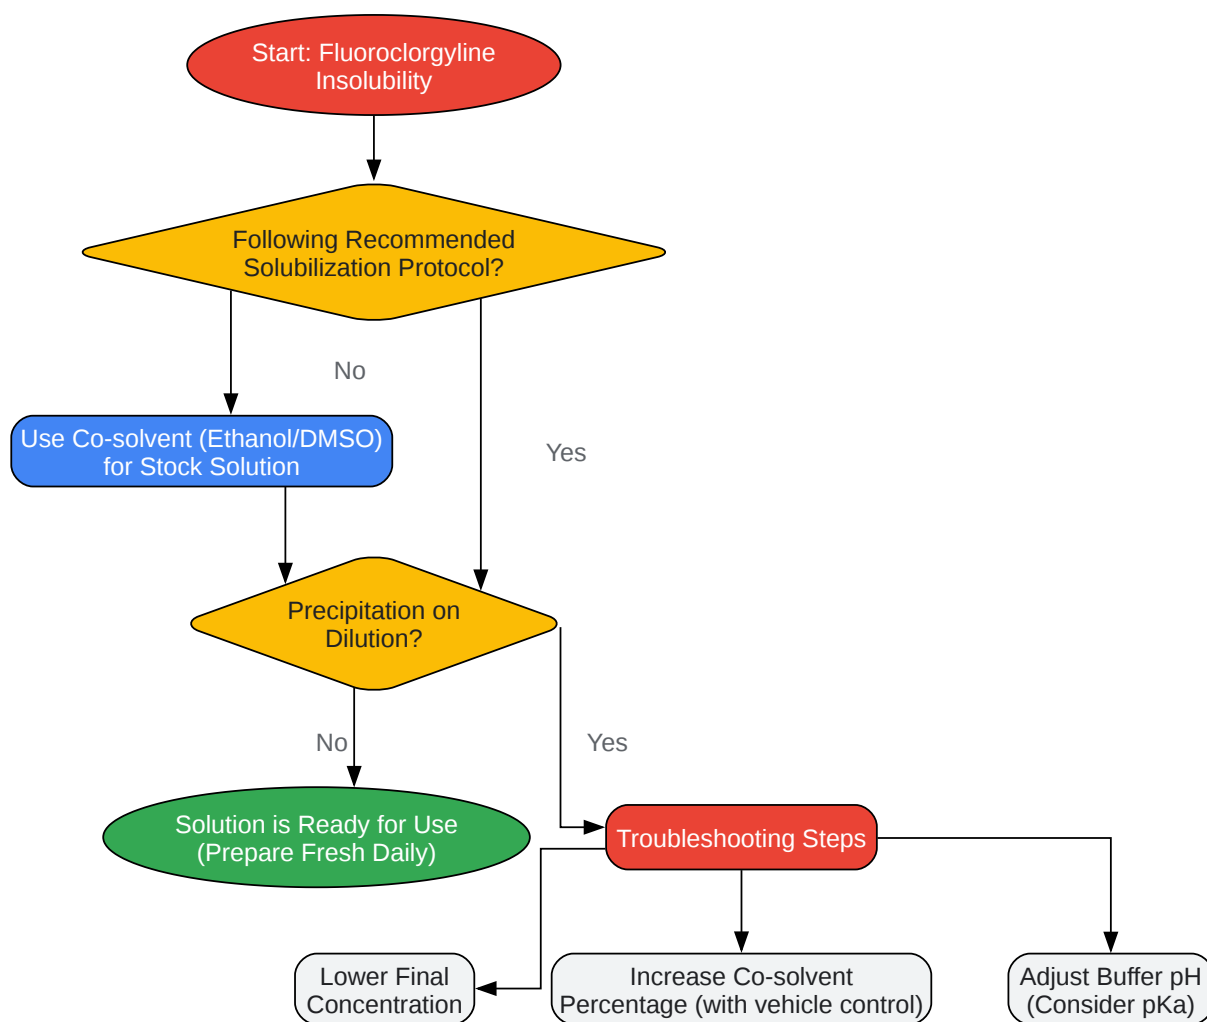 Start: Fluoroclorgyline
Insolubility
Following Recommended
Solubilization Protocol?
No
Use Co-solvent (Ethanol/DMSO)
for Stock Solution
Yes
Precipitation on
Dilution?
No
Yes
Solution is Ready for Use
(Prepare Fresh Daily)
Troubleshooting Steps
Lower Final
Concentration
Increase Co-solvent
Percentage (with vehicle control)
Adjust Buffer pH
(Consider pKa)